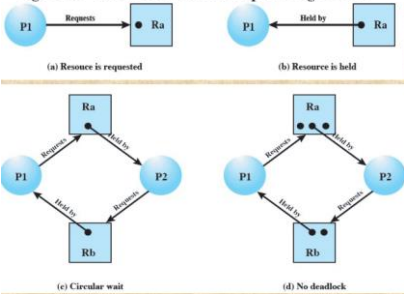 P1 Requests Ra
P1 Held by Ra
(a) Resouce is requested
(b) Resource is held
Ra
Ra
Requests
Held by
Requests
Held by
P1
P2
P1
P2
Held by
Requests
Held by
Requests
Rb
Rb
(c) Circular wait
(d) No deadlock